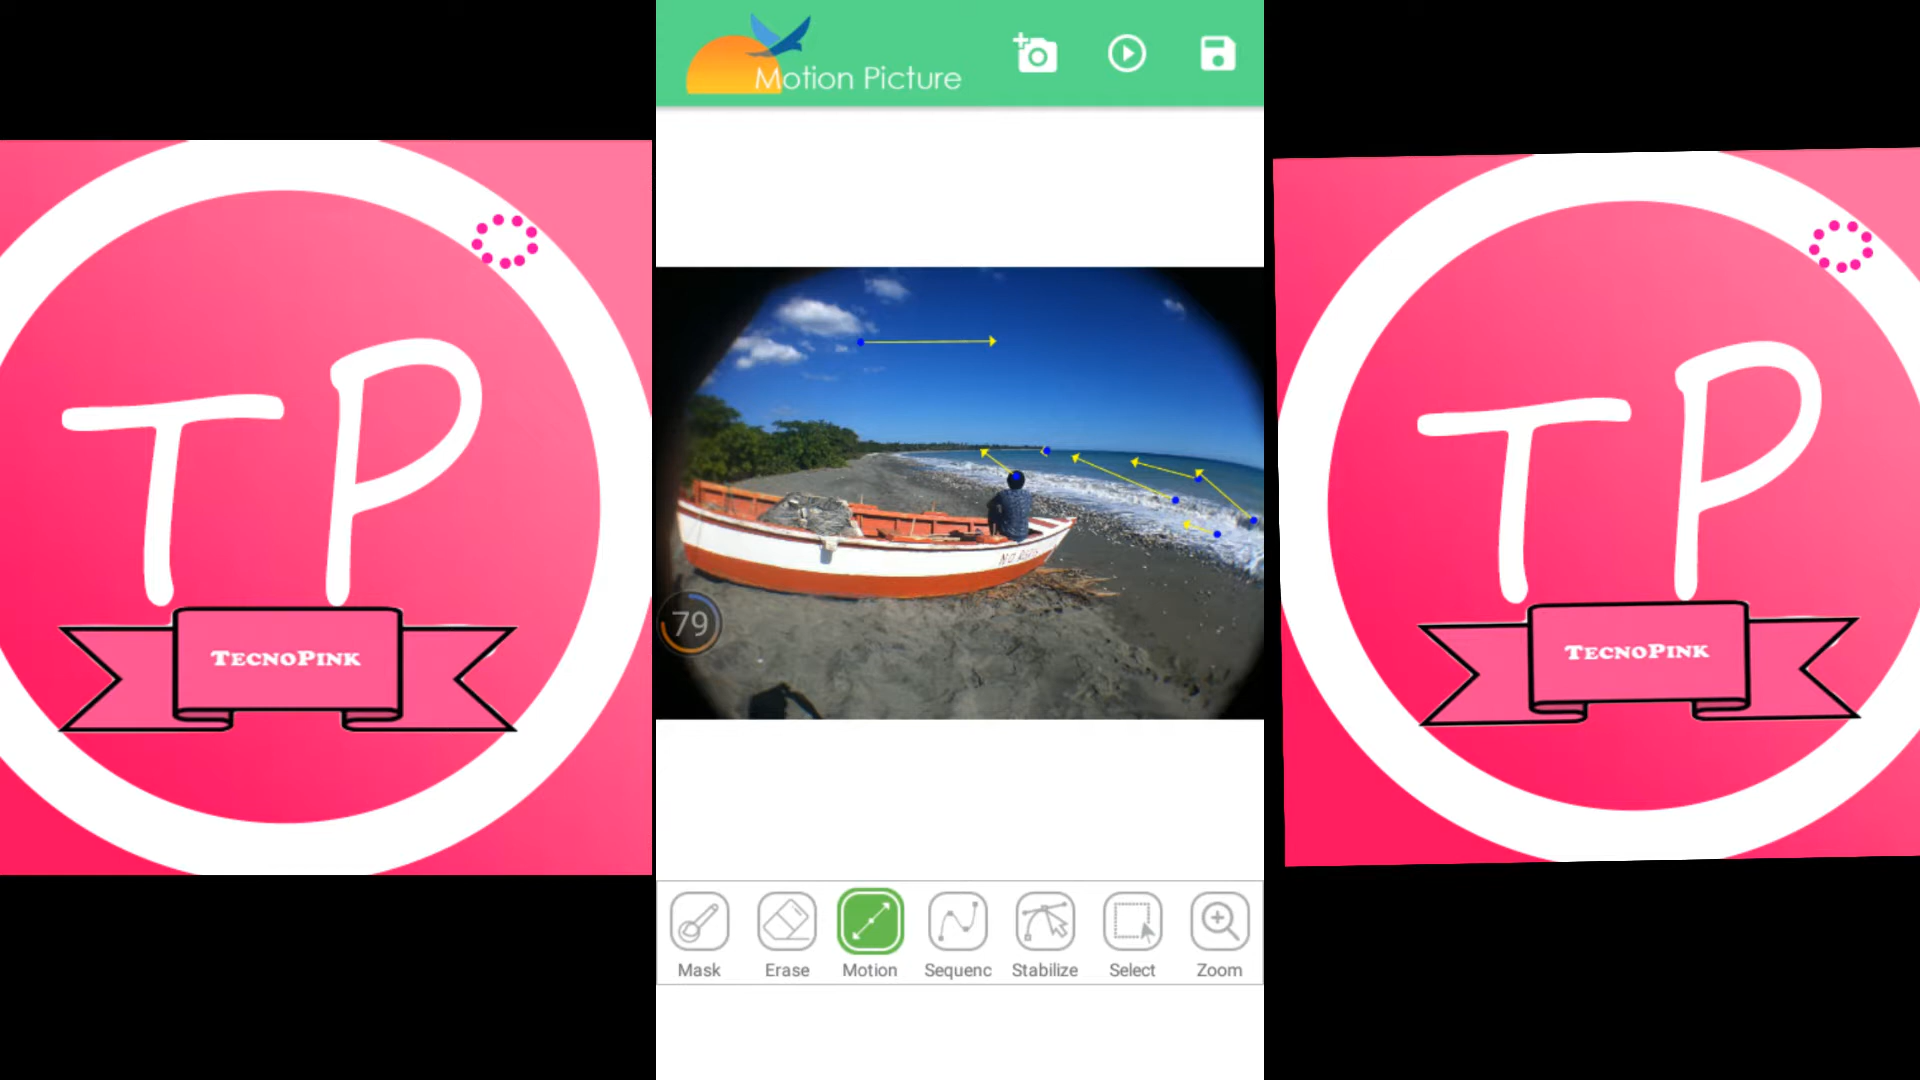 Motion Picture
TP
TECNOPINK
79
Mask
Erase
Motion
Sequenc
Stabilize
Select
Zoom
TP
TECNOPINK